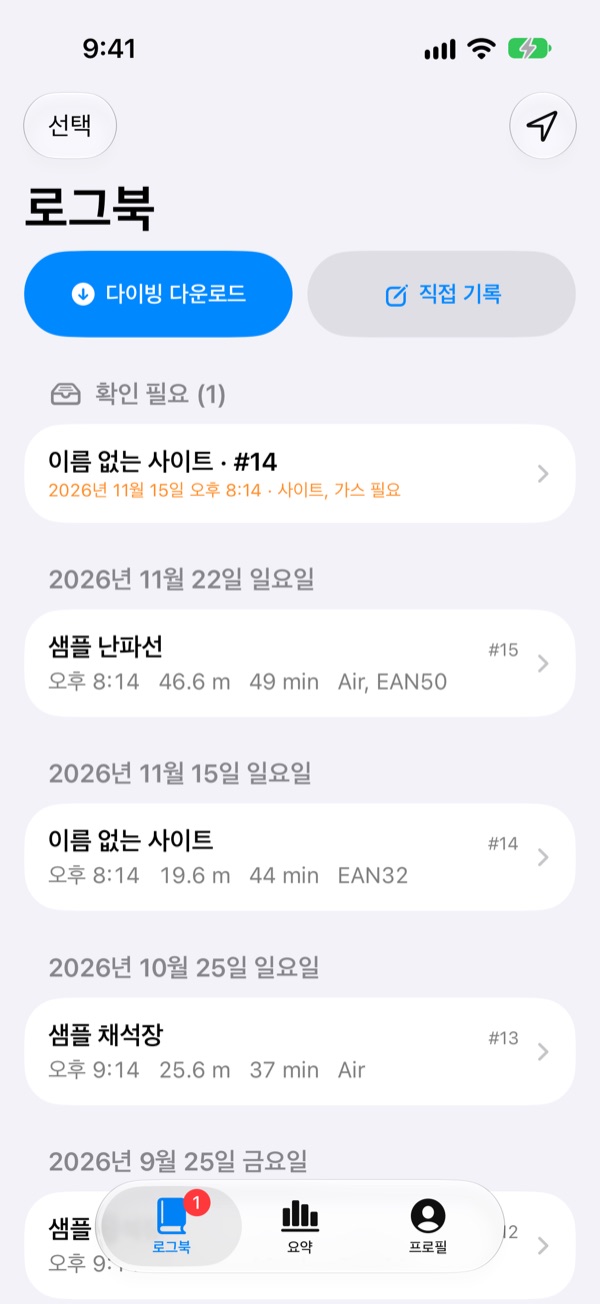 9:41
선택
로그북
다이빙 다운로드
직접 기록
확인 필요 (1)
이름 없는 사이트 · #14
2026년 11월 15일 오후 8:14 · 사이트, 가스 필요
2026년 11월 22일 일요일
샘플 난파선 #15
오후 8:14 46.6 m 49 min Air, EAN50
2026년 11월 15일 일요일
이름 없는 사이트 #14
오후 8:14 19.6 m 44 min EAN32
2026년 10월 25일 일요일
샘플 채석장 #13
오후 9:14 25.6 m 37 min Air
2026년 9월 25일 금요일
샘플
오후
1
로그북 요약 프로필